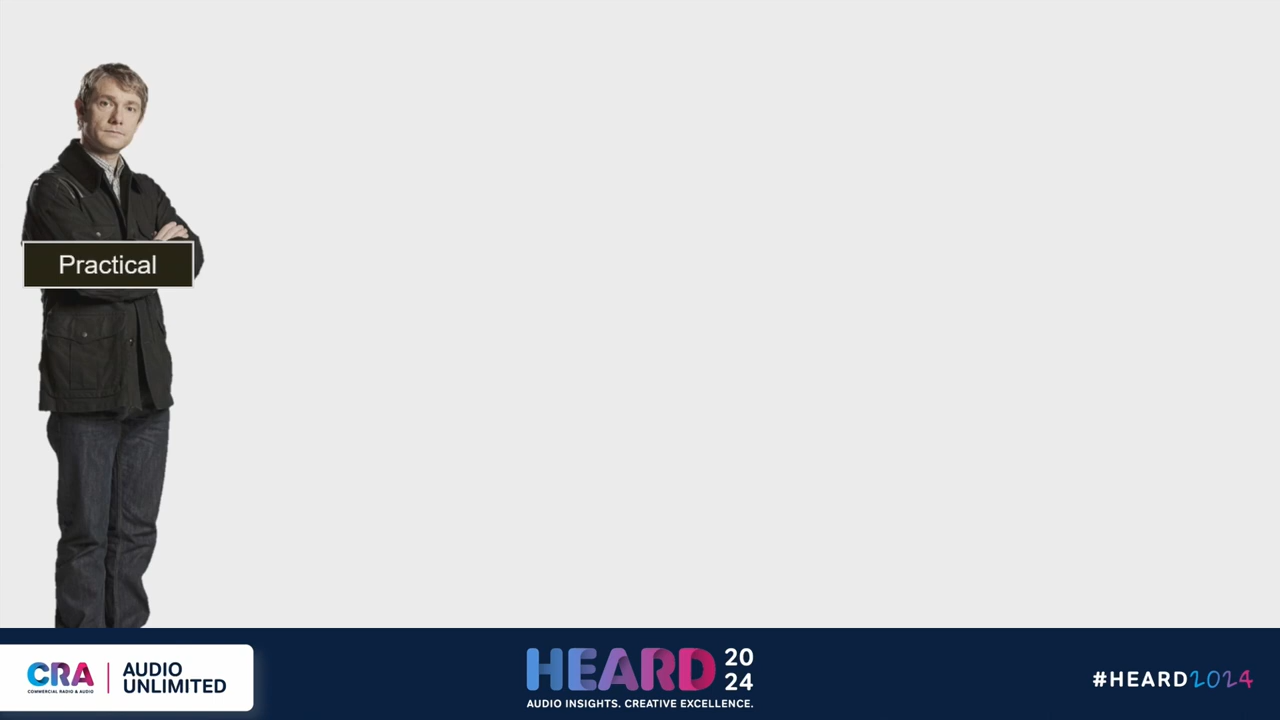 Practical
CRA
COMMERCIAL RADIO & AUDIO
AUDIO
UNLIMITED
HEARD
20
24
AUDIO INSIGHTS. CREATIVE EXCELLENCE.
#HEARD2024